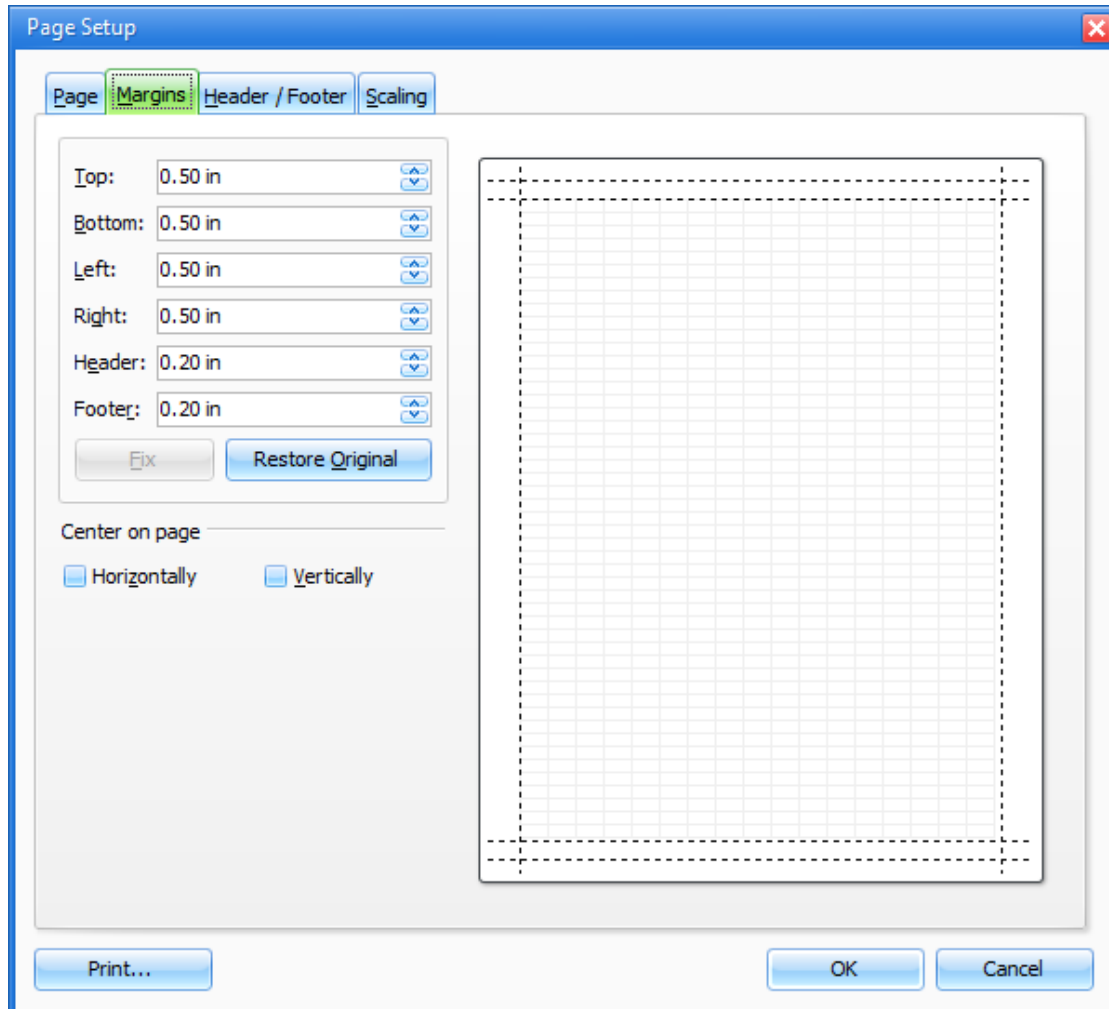 Page Setup
Page Margins Header / Footer Scaling
Top: 0.50 in
Bottom: 0.50 in
Left: 0.50 in
Right: 0.50 in
Header: 0.20 in
Footer: 0.20 in
Fix Restore Original
Center on page
Horizontally Vertically
Print... OK Cancel